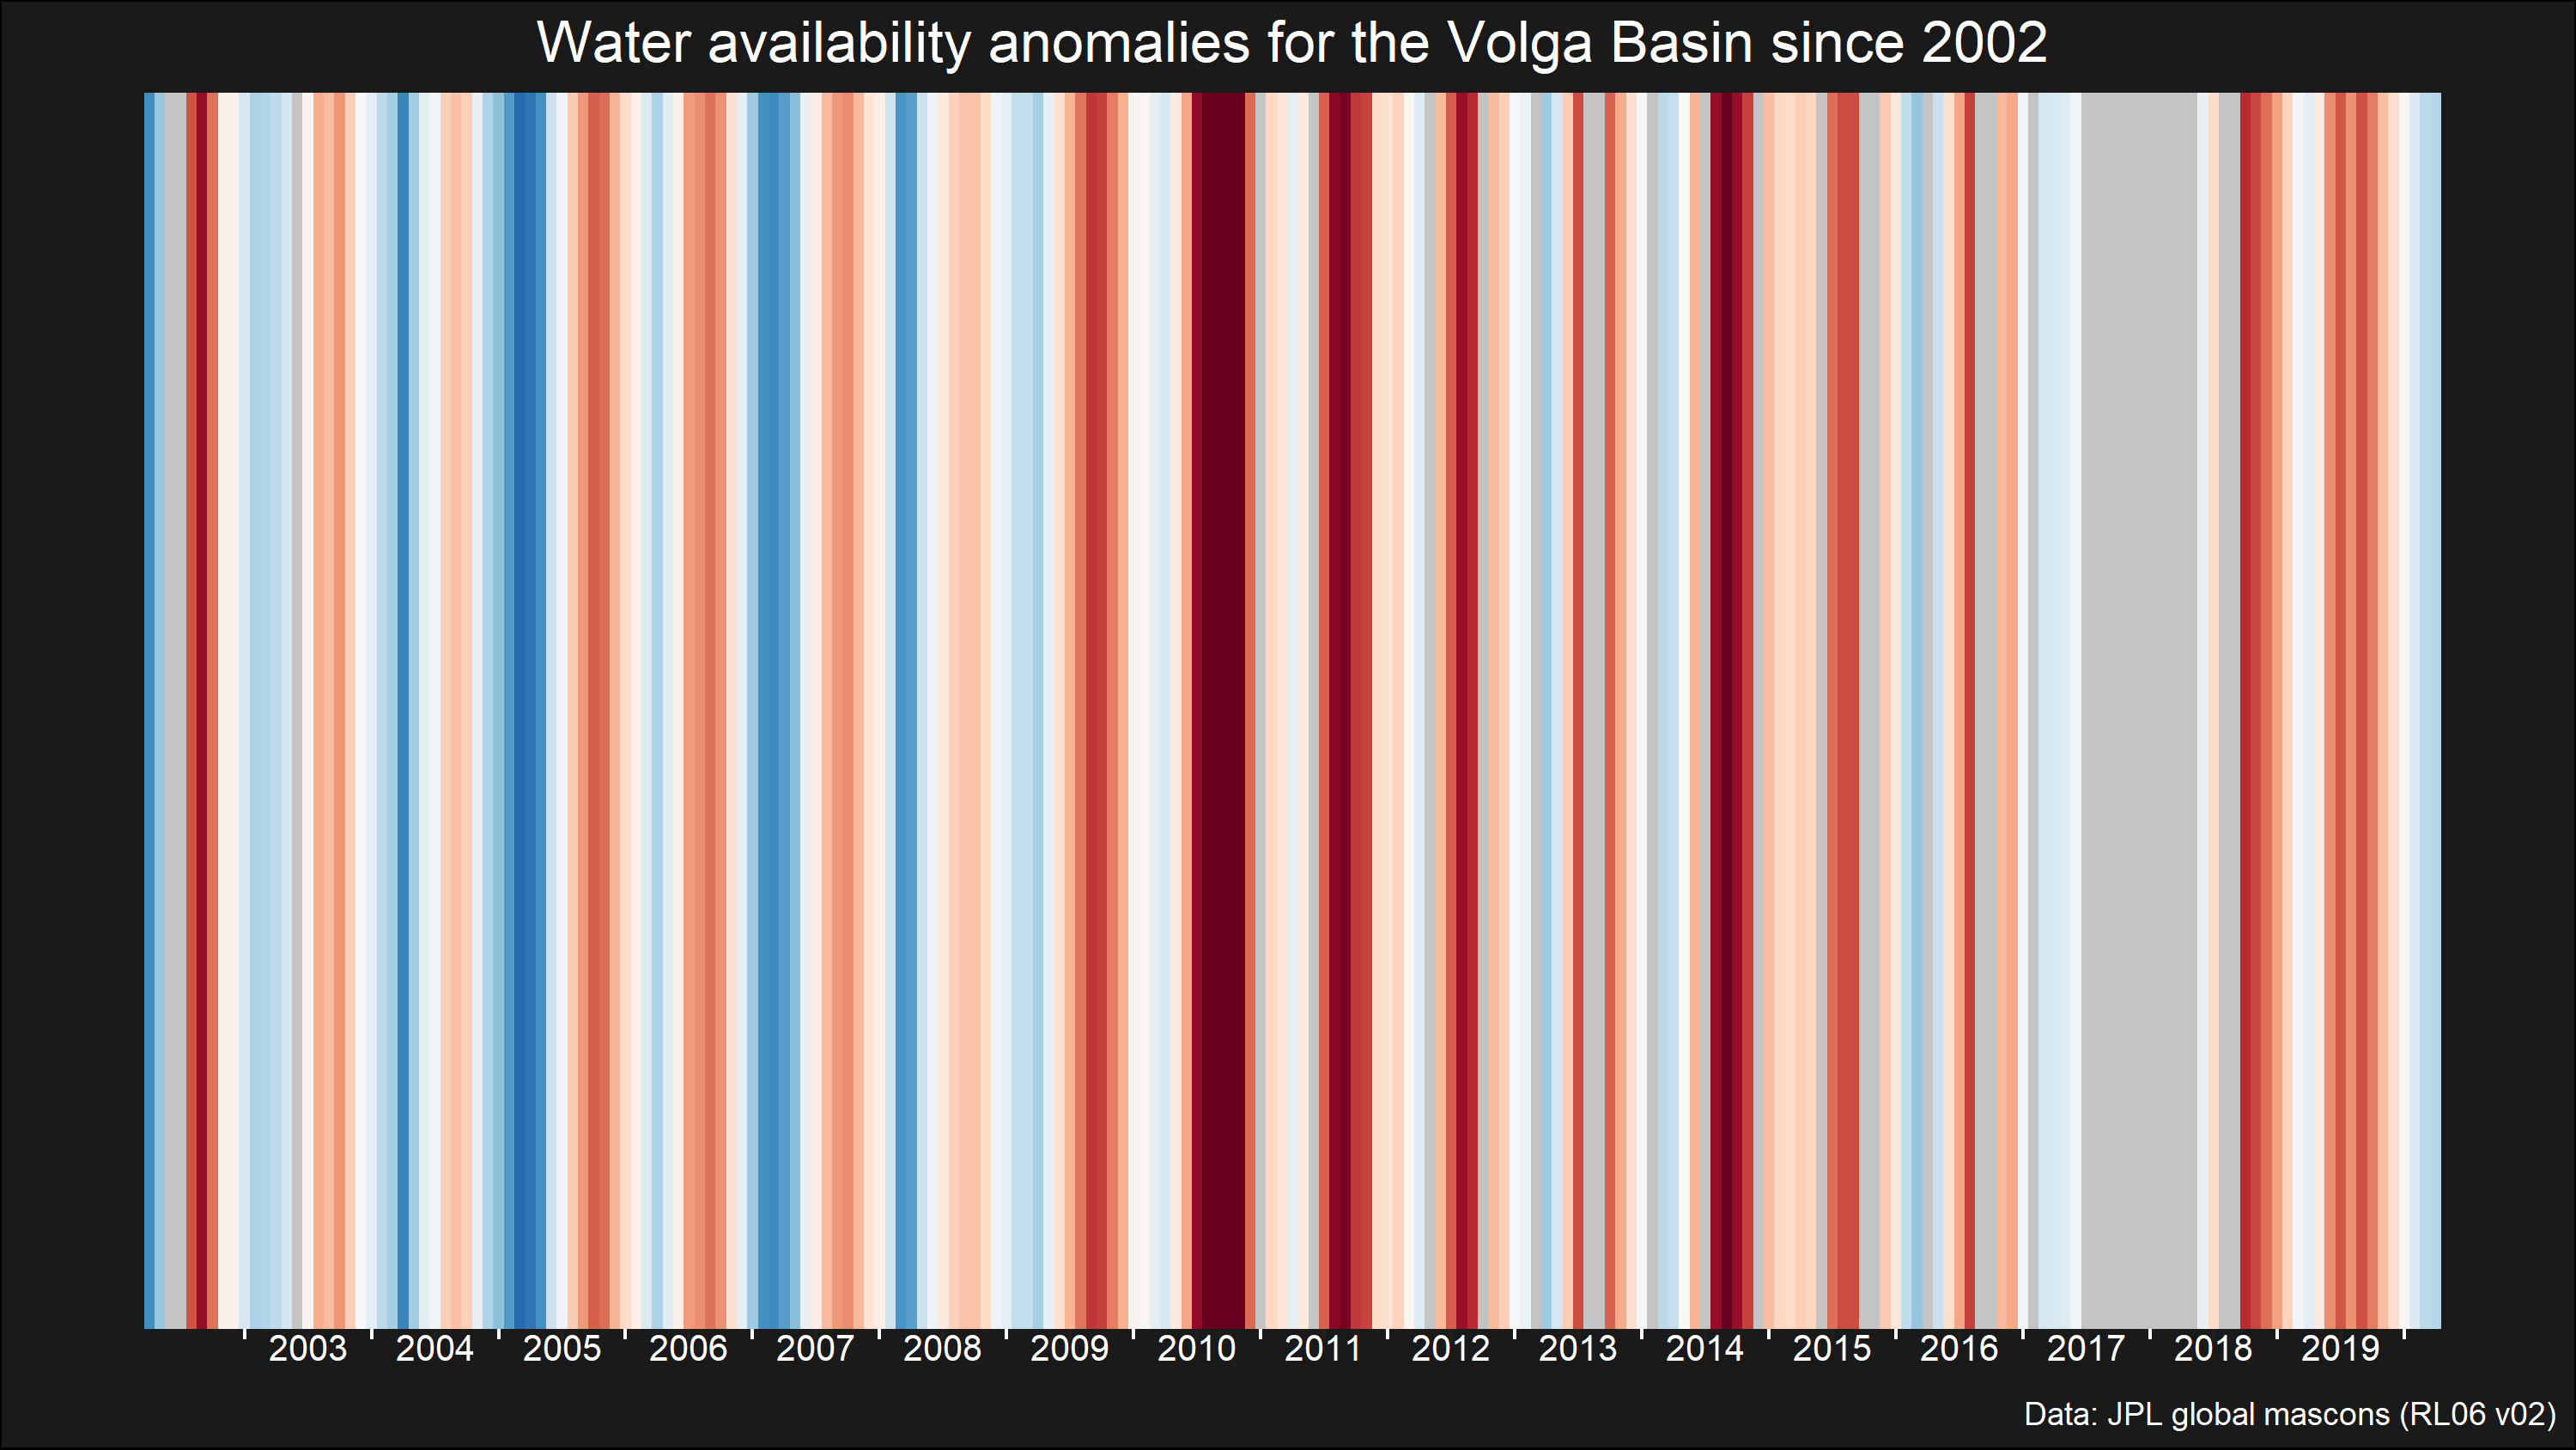 Water availability anomalies for the Volga Basin since 2002
2003 2004 2005 2006 2007 2008 2009 2010 2011 2012 2013 2014 2015 2016 2017 2018 2019
Data: JPL global mascons (RL06 v02)